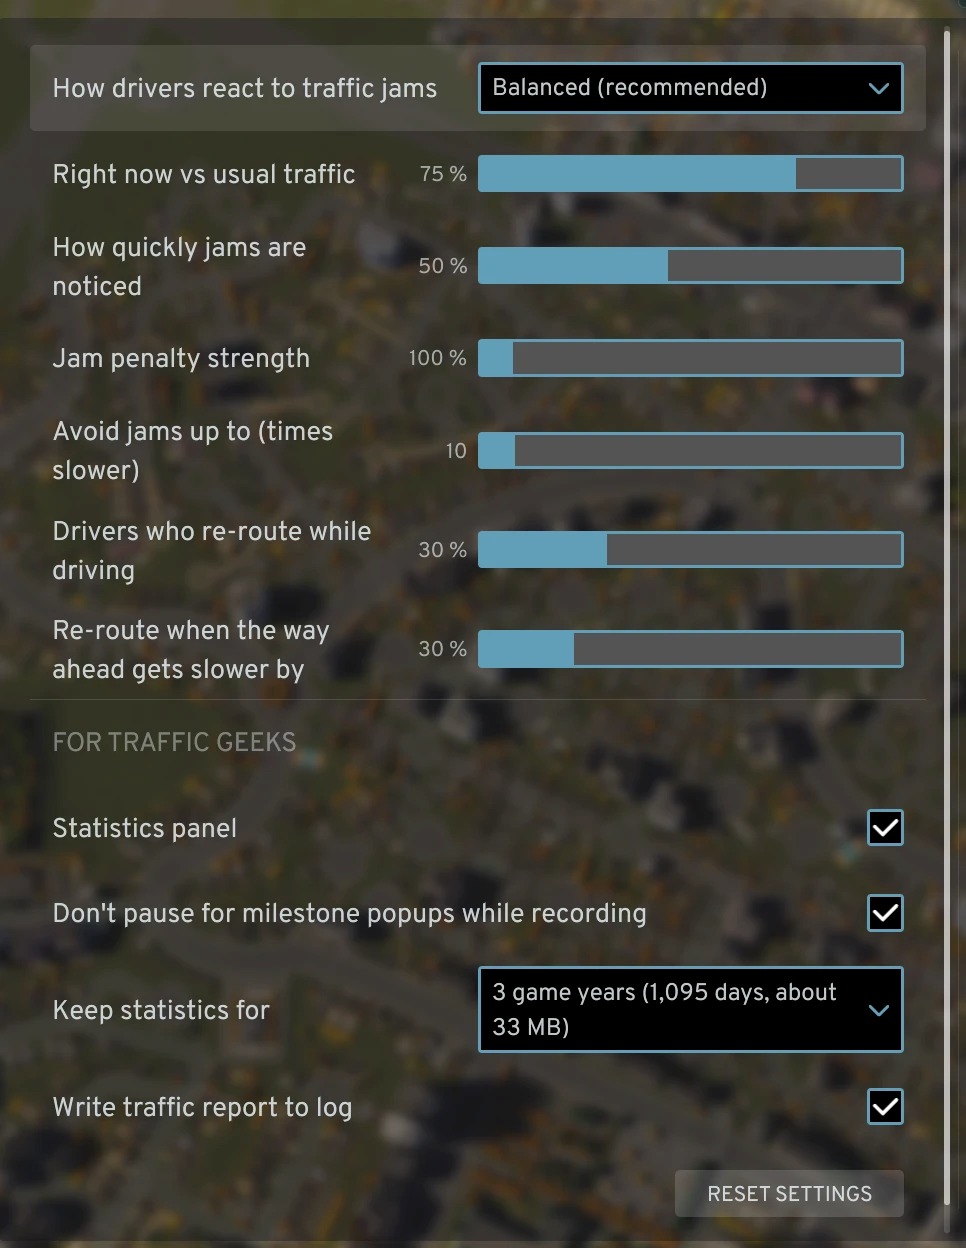 How drivers react to traffic jams
Balanced (recommended)
Right now vs usual traffic
75 %
How quickly jams are
noticed
50 %
Jam penalty strength
100 %
Avoid jams up to (times
slower)
10
Drivers who re-route while
driving
30 %
Re-route when the way
ahead gets slower by
30 %
FOR TRAFFIC GEEKS
Statistics panel
Don't pause for milestone popups while recording
Keep statistics for
3 game years (1,095 days, about
33 MB)
Write traffic report to log
RESET SETTINGS